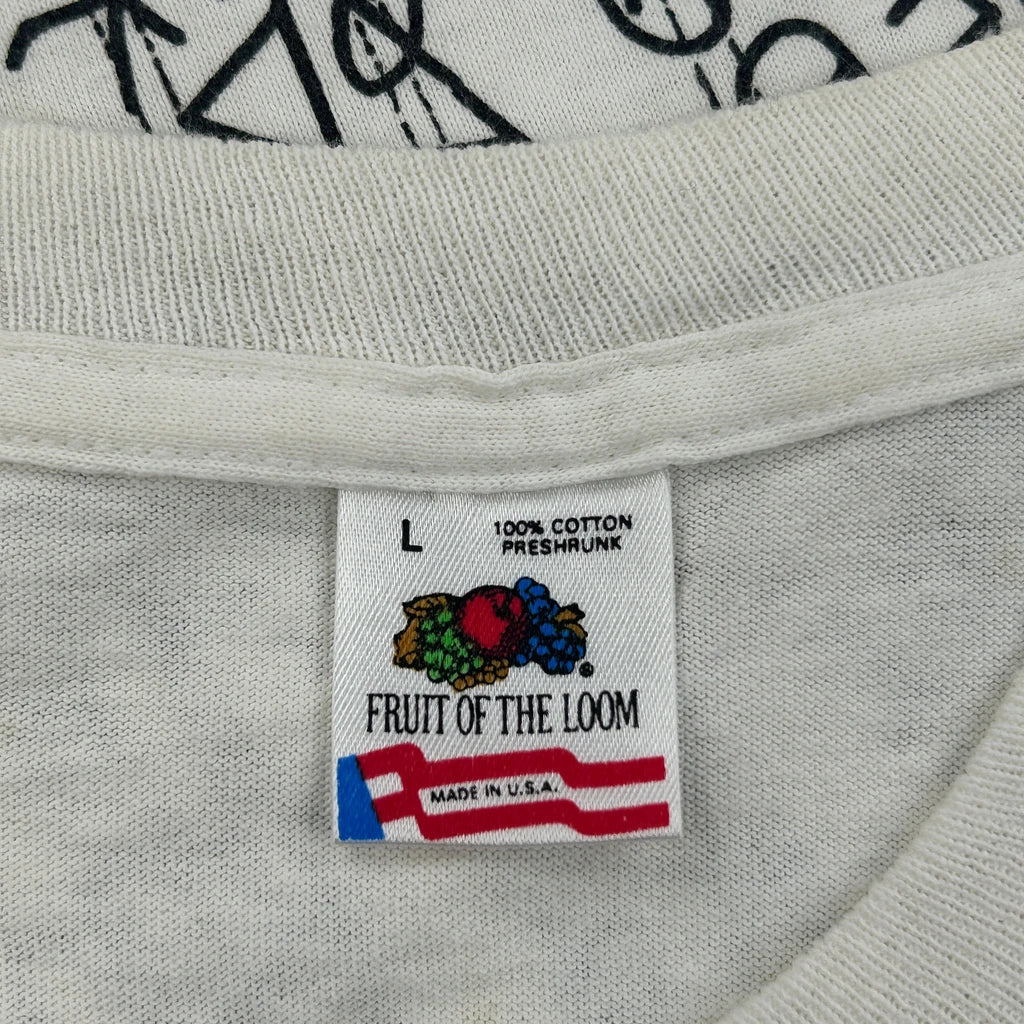 L
100% COTTON
PRESHRUNK
FRUIT OF THE LOOM
MADE IN U.S.A.